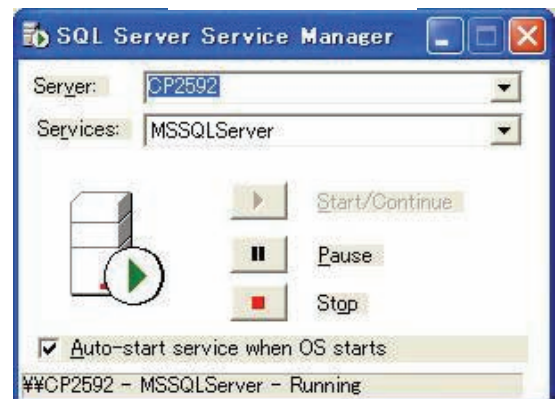 SQL Server Service Manager
Server: CP2592
Services: MSSQLServer
Start/Continue
Pause
Stop
Auto-start service when OS starts
¥¥CP2592 - MSSQLServer - Running